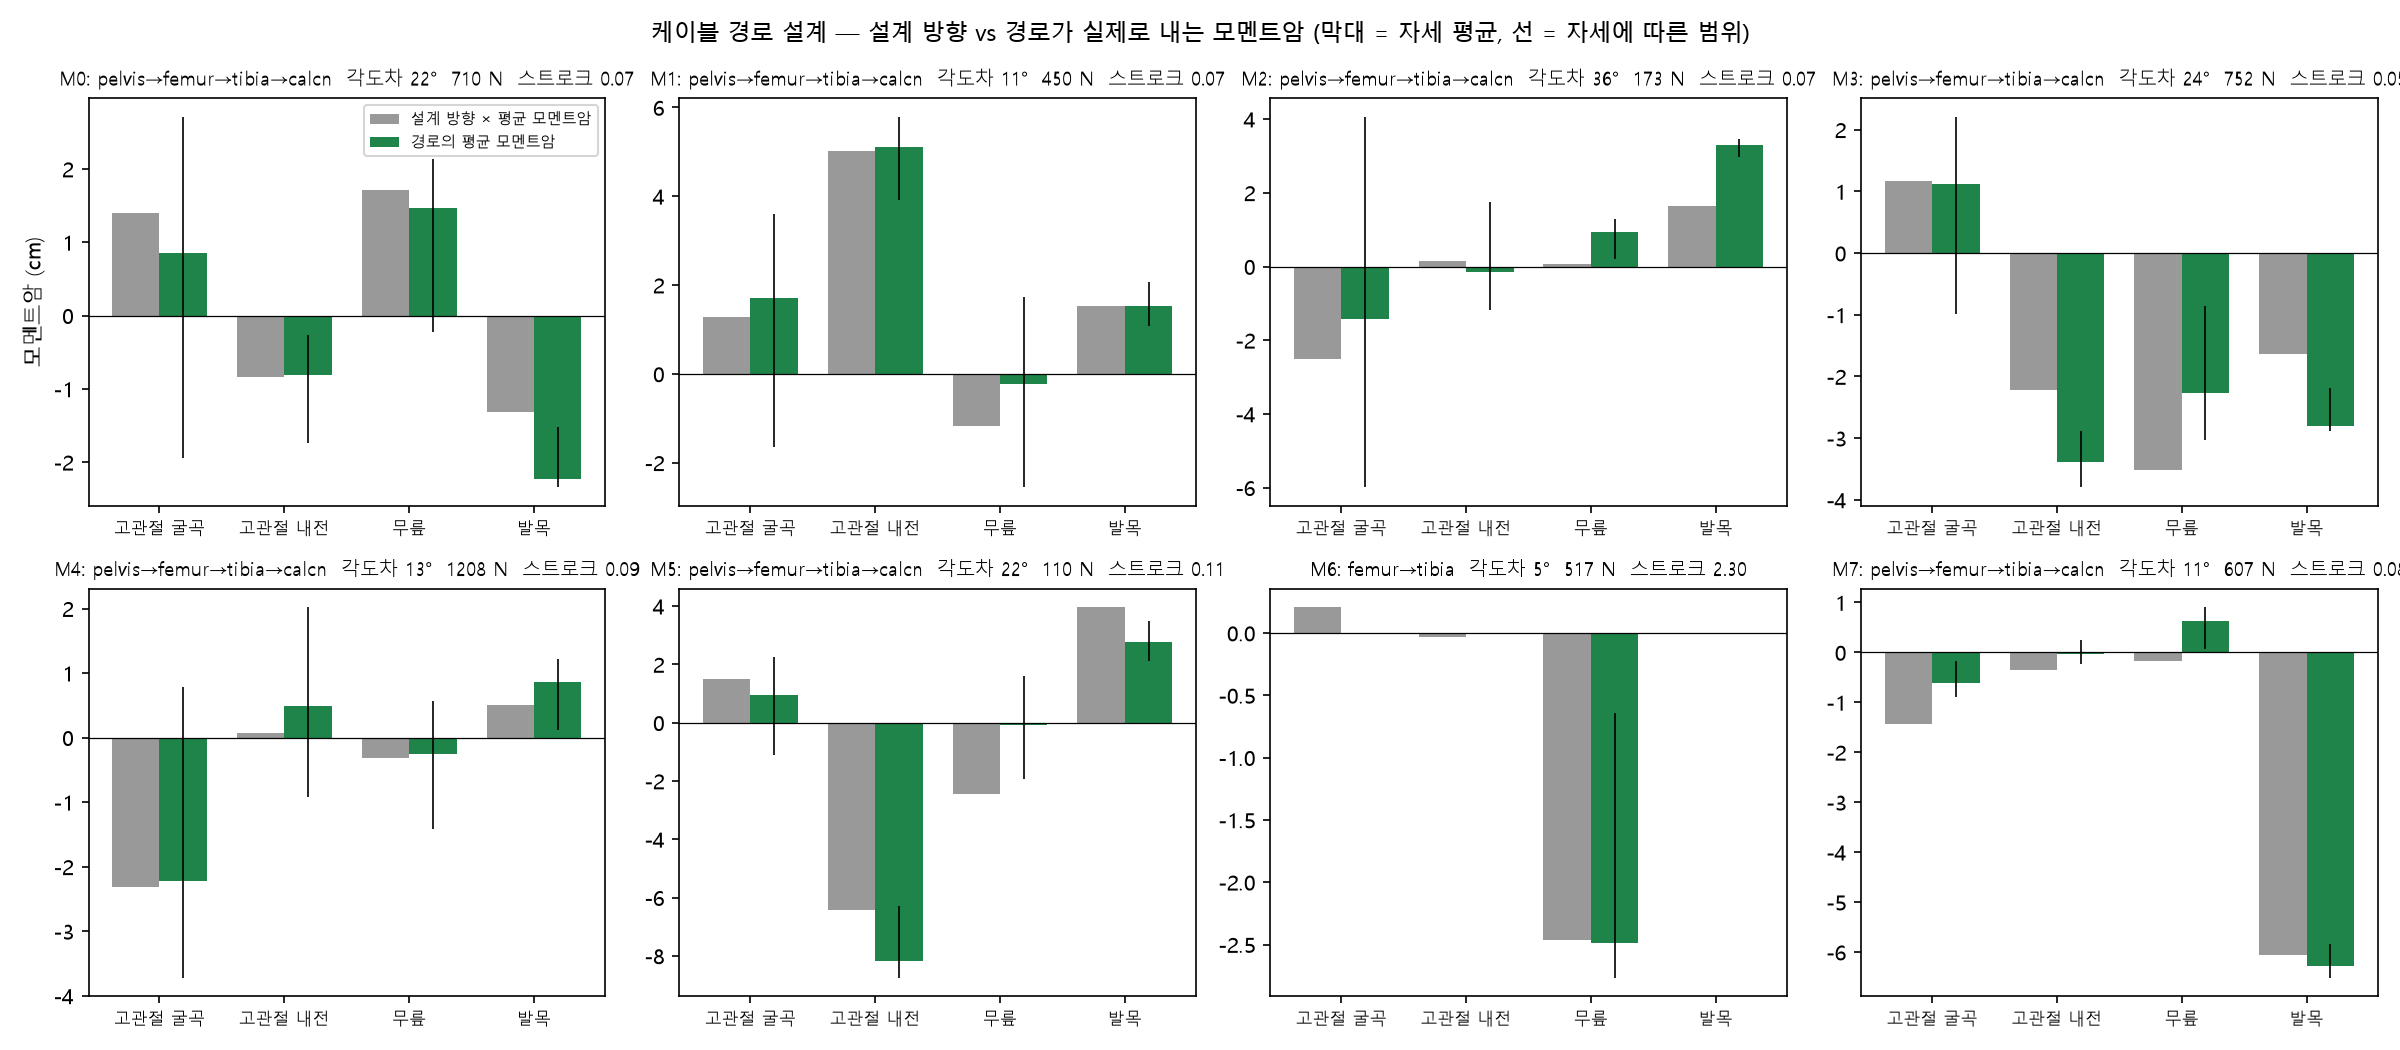 케이블 경로 설계 — 설계 방향 vs 경로가 실제로 내는 모멘트암 (막대 = 자세 평균, 선 = 자세에 따른 범위)
M0: pelvis→femur→tibia→calcn 각도차 22° 710 N 스트로크 0.07
M1: pelvis→femur→tibia→calcn 각도차 11° 450 N 스트로크 0.07
M2: pelvis→femur→tibia→calcn 각도차 36° 173 N 스트로크 0.07
M3: pelvis→femur→tibia→calcn 각도차 24° 752 N 스트로크 0.05
설계 방향 × 평균 모멘트암
경로의 평균 모멘트암
모멘트암 (cm)
2
1
0
-1
-2
6
4
2
0
-2
4
2
0
-2
-4
-6
2
1
0
-1
-2
-3
-4
고관절 굴곡 고관절 내전 무릎 발목
고관절 굴곡 고관절 내전 무릎 발목
고관절 굴곡 고관절 내전 무릎 발목
고관절 굴곡 고관절 내전 무릎 발목
M4: pelvis→femur→tibia→calcn 각도차 13° 1208 N 스트로크 0.09
M5: pelvis→femur→tibia→calcn 각도차 22° 110 N 스트로크 0.11
M6: femur→tibia 각도차 5° 517 N 스트로크 2.30
M7: pelvis→femur→tibia→calcn 각도차 11° 607 N 스트로크 0.08
2
1
0
-1
-2
-3
-4
4
2
0
-2
-4
-6
-8
0.0
-0.5
-1.0
-1.5
-2.0
-2.5
1
0
-1
-2
-3
-4
-5
-6
고관절 굴곡 고관절 내전 무릎 발목
고관절 굴곡 고관절 내전 무릎 발목
고관절 굴곡 고관절 내전 무릎 발목
고관절 굴곡 고관절 내전 무릎 발목